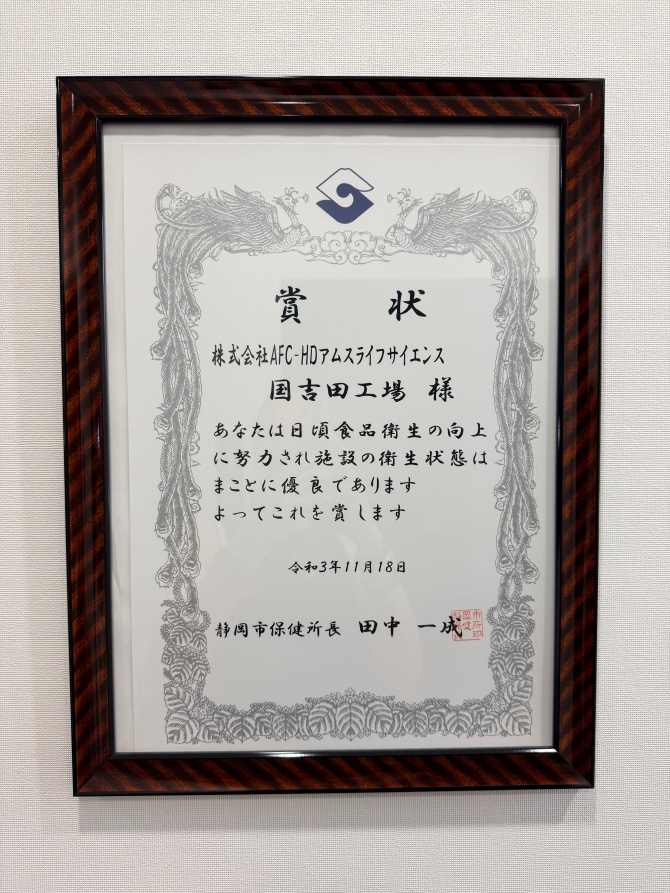 賞状
株式会社AFC-HDアムスライフサイエンス
国吉田工場 様
あなたは日頃食品衛生の向上
に努力され施設の衛生状態は
まことに優良であります
よってこれを賞します
令和3年11月18日
静岡市保健所長 田中 一成